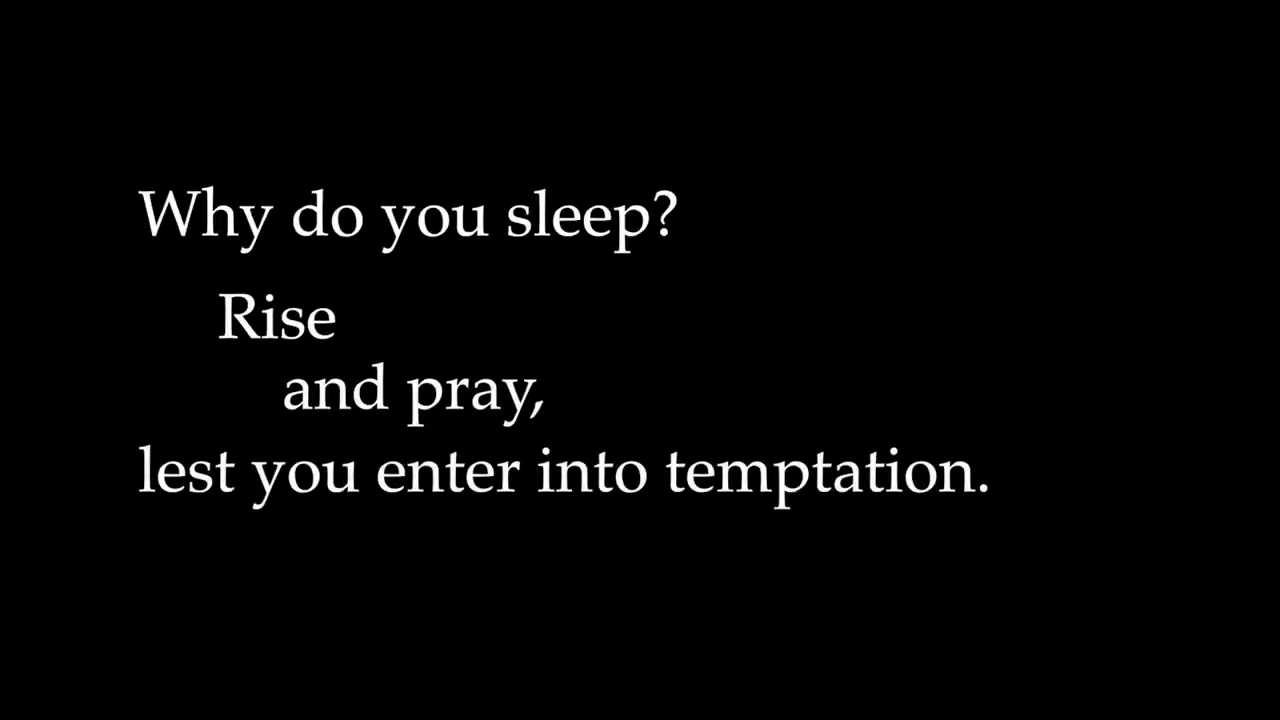 Why do you sleep?
Rise
and pray,
lest you enter into temptation.